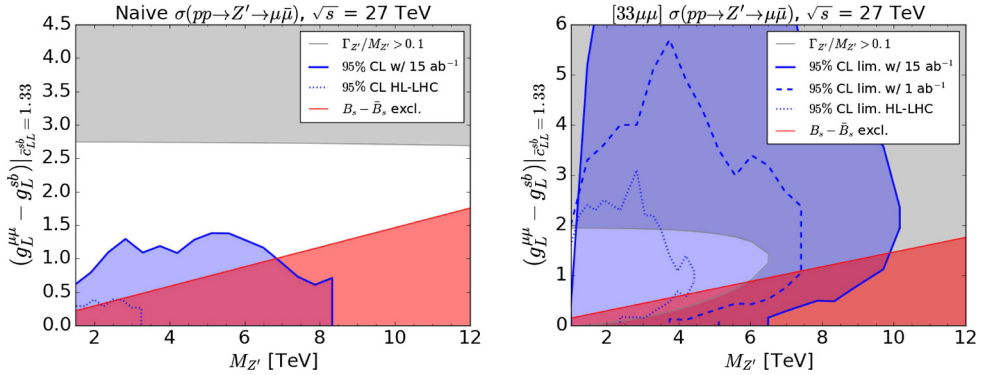 Naive σ(pp→Z′→μμ̄), √s = 27 TeV
4.5
4.0
3.5
3.0
2.5
2.0
1.5
1.0
0.5
0.0
(g_L^{μμ} − g_L^{sb})|_{c̄_{LL}^{sb}=1.33}
Γ_{Z′}/M_{Z′}>0.1
95% CL w/ 15 ab⁻¹
95% CL HL-LHC
B_s − B̄_s excl.
2 4 6 8 10 12
M_{Z′} [TeV]
[33μμ] σ(pp→Z′→μμ̄), √s = 27 TeV
6
5
4
3
2
1
0
(g_L^{μμ} − g_L^{sb})|_{c̄_{LL}^{sb}=1.33}
Γ_{Z′}/M_{Z′}>0.1
95% CL lim. w/ 15 ab⁻¹
95% CL lim. w/ 1 ab⁻¹
95% CL lim. HL-LHC
B_s − B̄_s excl.
2 4 6 8 10 12
M_{Z′} [TeV]